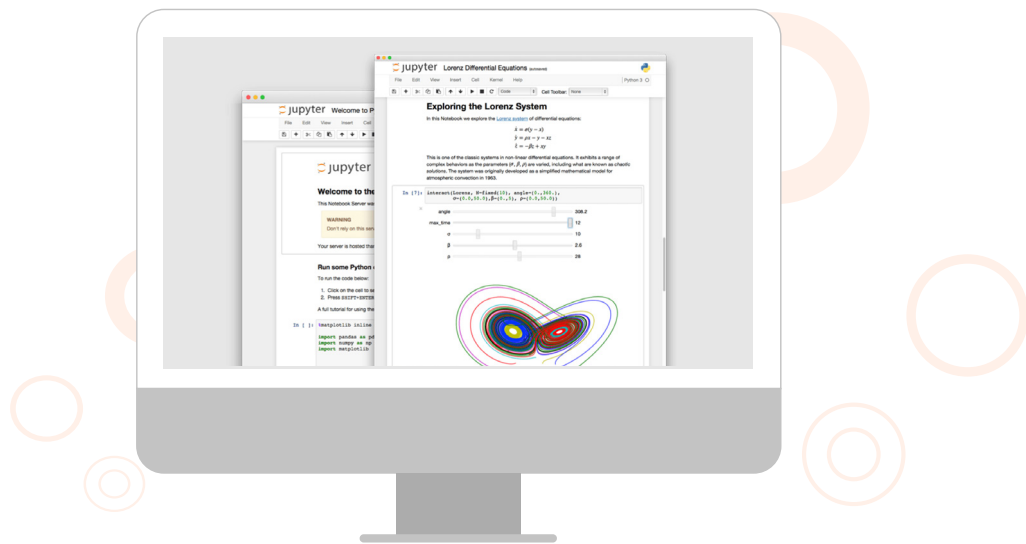 jupyter Lorenz Differential Equations (autosaved)
File Edit View Insert Cell Kernel Help
Python 3
Code Cell Toolbar: None
Exploring the Lorenz System
In this Notebook we explore the Lorenz system of differential equations:
ẋ = σ(y − x)
ẏ = ρx − y − xz
ż = −βz + xy
This is one of the classic systems in non-linear differential equations. It exhibits a range of
complex behaviors as the parameters (σ, β, ρ) are varied, including what are known as chaotic
solutions. The system was originally developed as a simplified mathematical model for
atmospheric convection in 1963.
In [7]: interact(Lorenz, N=fixed(10), angle=(0.,360.),
σ=(0.0,50.0),β=(0.,5), ρ=(0.0,50.0))
angle 308.2
max_time 12
σ 10
β 2.6
ρ 28
jupyter Welcome to P
File Edit View Insert Cell
jupyter
Welcome to the
This Notebook Server wa
WARNING
Don't rely on this serv
Your server is hosted than
Run some Python
To run the code below:
1. Click on the cell to se
2. Press SHIFT+ENTER
A full tutorial for using the
In [ ]: %matplotlib inline
import pandas as pd
import numpy as np
import matplotlib